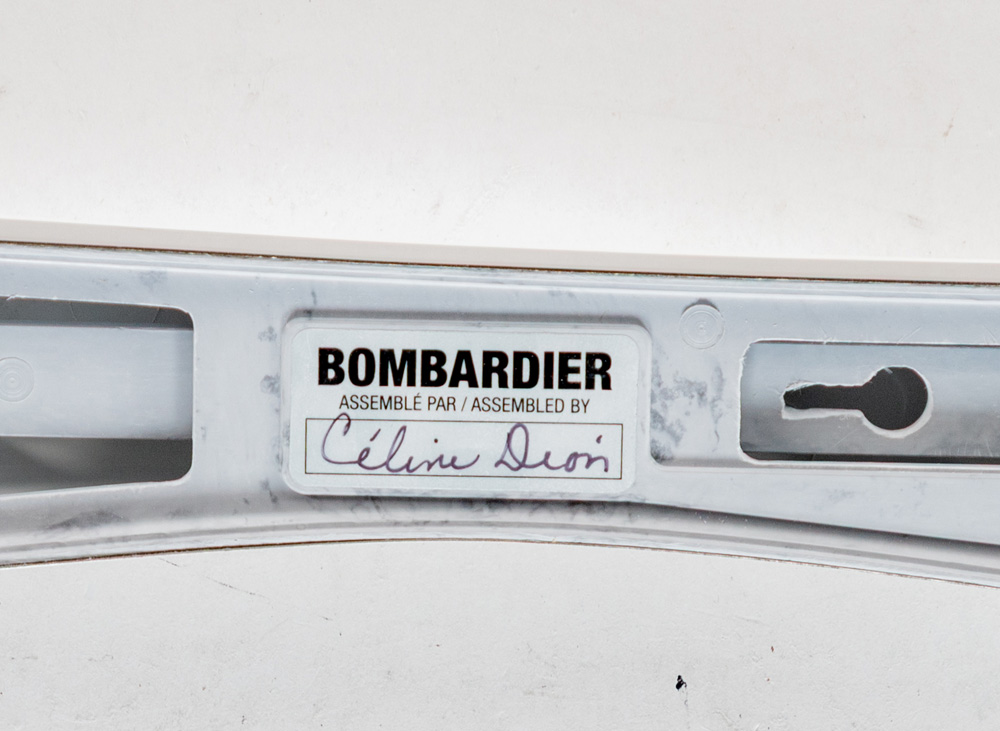 BOMBARDIER
ASSEMBLÉ PAR / ASSEMBLED BY
Céline Dion